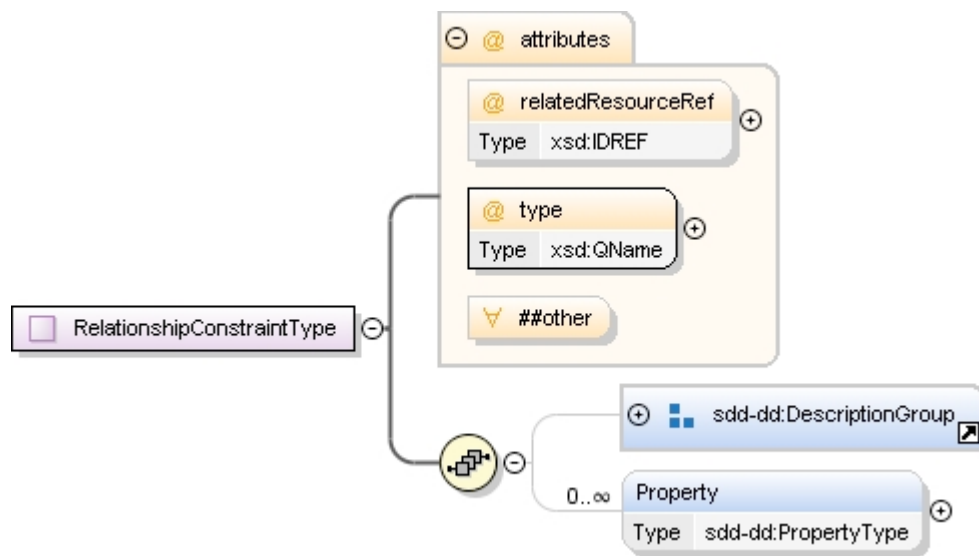 @ attributes
@ relatedResourceRef
Type xsd:IDREF
@ type
Type xsd:QName
∀ ##other
RelationshipConstraintType
sdd-dd:DescriptionGroup
0..∞
Property
Type sdd-dd:PropertyType